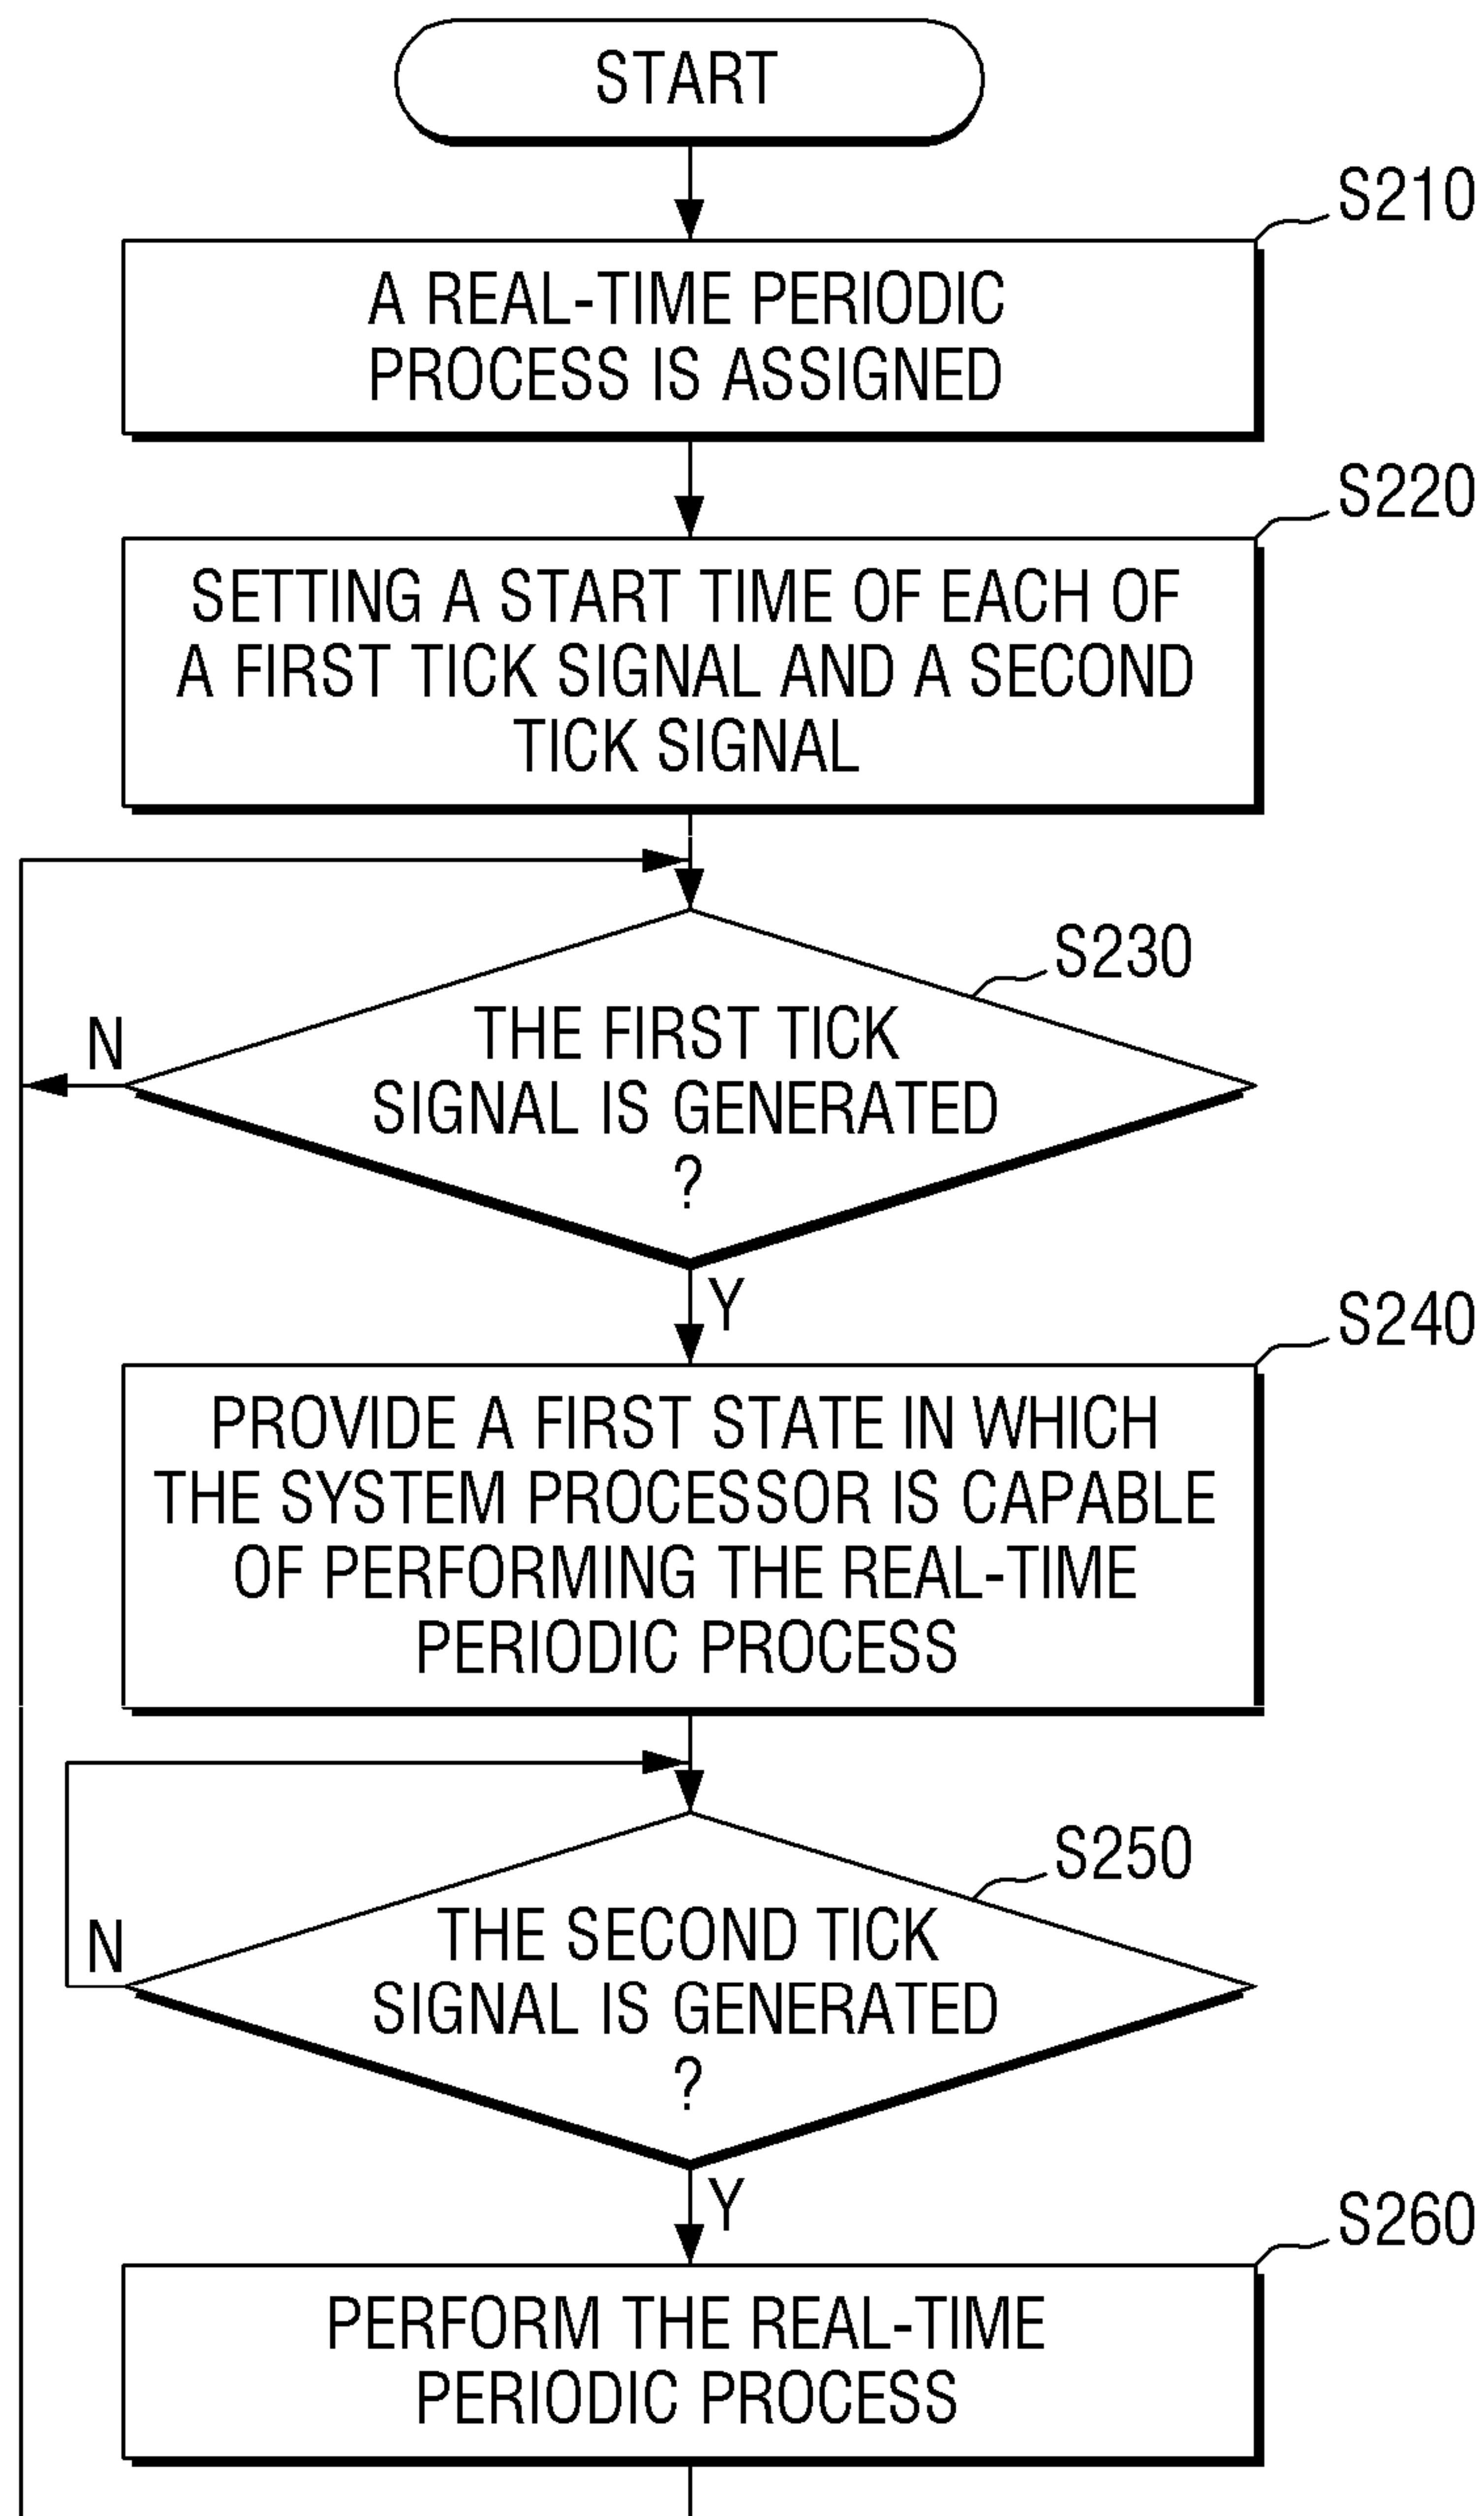 START
S210
A REAL-TIME PERIODIC
PROCESS IS ASSIGNED
S220
SETTING A START TIME OF EACH OF
A FIRST TICK SIGNAL AND A SECOND
TICK SIGNAL
S230
N
THE FIRST TICK
SIGNAL IS GENERATED
?
Y
S240
PROVIDE A FIRST STATE IN WHICH
THE SYSTEM PROCESSOR IS CAPABLE
OF PERFORMING THE REAL-TIME
PERIODIC PROCESS
S250
N
THE SECOND TICK
SIGNAL IS GENERATED
?
Y
S260
PERFORM THE REAL-TIME
PERIODIC PROCESS